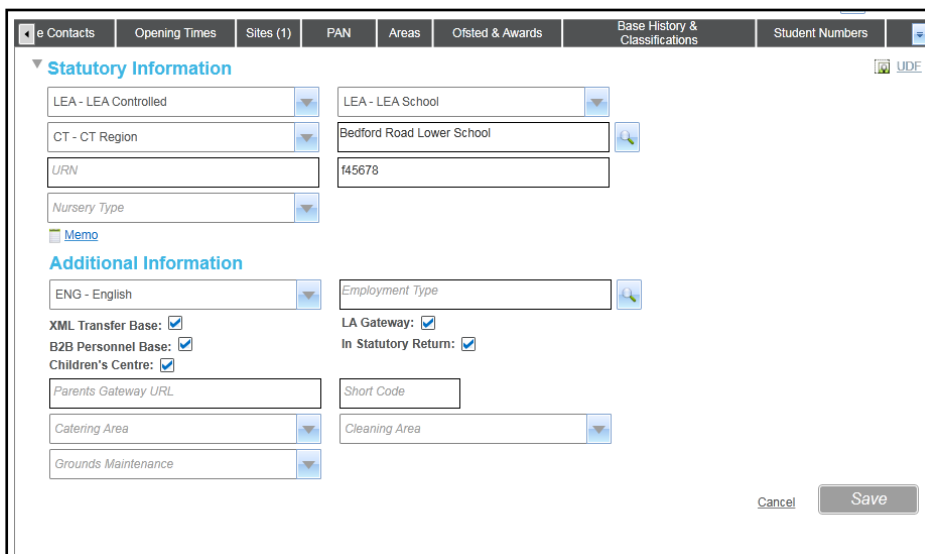 e Contacts Opening Times Sites (1) PAN Areas Ofsted & Awards Base History & Classifications Student Numbers
Statutory Information UDF
LEA - LEA Controlled LEA - LEA School
CT - CT Region Bedford Road Lower School
URN f45678
Nursery Type
Memo
Additional Information
ENG - English Employment Type
XML Transfer Base: LA Gateway:
B2B Personnel Base: In Statutory Return:
Children's Centre:
Parents Gateway URL Short Code
Catering Area Cleaning Area
Grounds Maintenance
Cancel Save